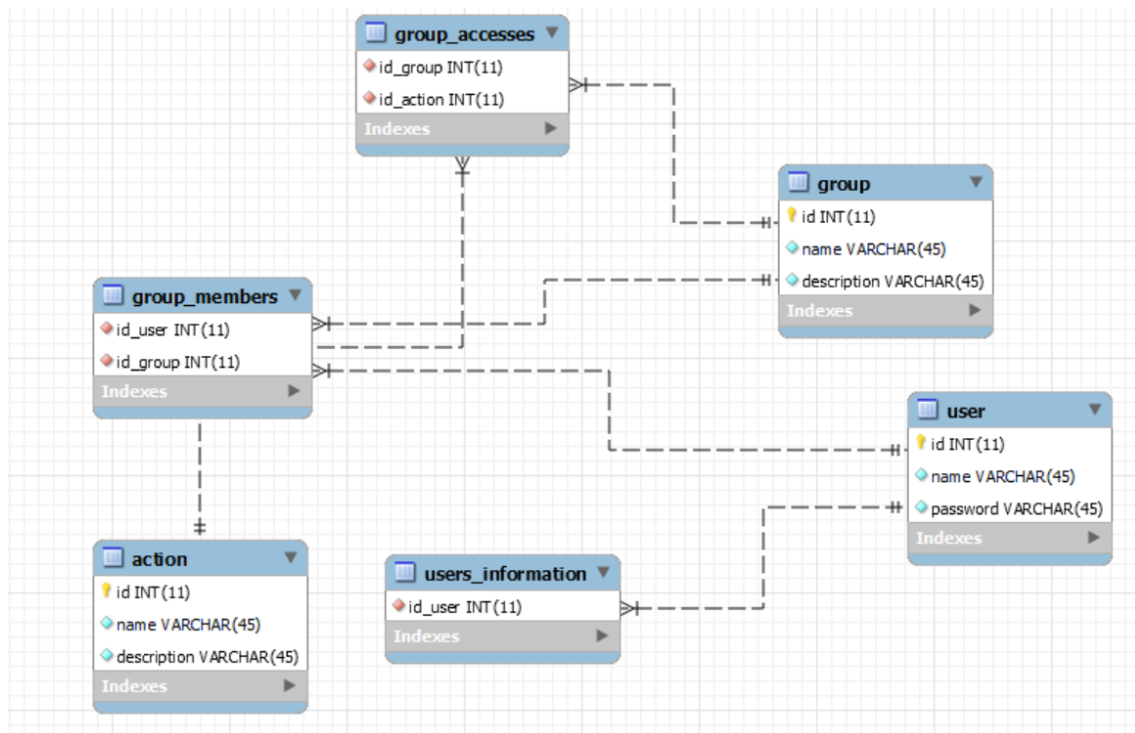 group_accesses
id_group INT(11)
id_action INT(11)
Indexes
group
id INT(11)
name VARCHAR(45)
description VARCHAR(45)
Indexes
group_members
id_user INT(11)
id_group INT(11)
Indexes
user
id INT(11)
name VARCHAR(45)
password VARCHAR(45)
Indexes
action
id INT(11)
name VARCHAR(45)
description VARCHAR(45)
Indexes
users_information
id_user INT(11)
Indexes